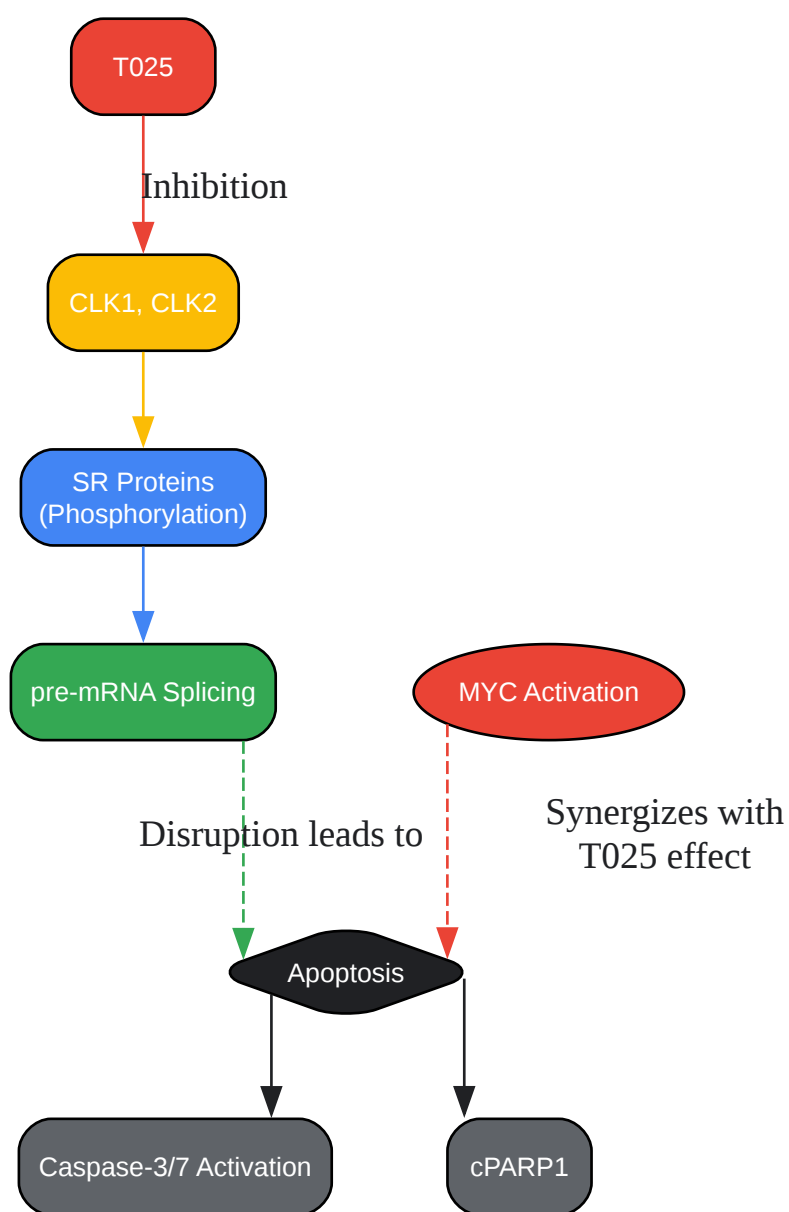 T025
Inhibition
CLK1, CLK2
SR Proteins
(Phosphorylation)
pre-mRNA Splicing
MYC Activation
Disruption leads to
Synergizes with
T025 effect
Apoptosis
Caspase-3/7 Activation
cPARP1